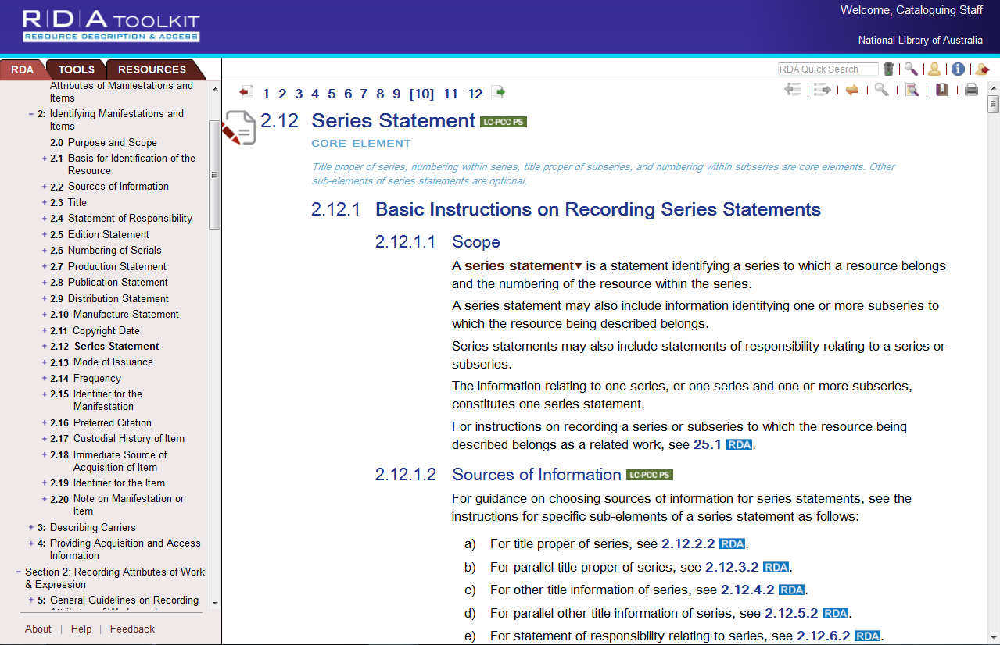 R|D|A TOOLKIT
RESOURCE DESCRIPTION & ACCESS
Welcome, Cataloguing Staff
National Library of Australia
RDA TOOLS RESOURCES
RDA Quick Search
Attributes of Manifestations and
Items
2: Identifying Manifestations and
Items
2.0 Purpose and Scope
+ 2.1 Basis for Identification of the
Resource
+ 2.2 Sources of Information
+ 2.3 Title
+ 2.4 Statement of Responsibility
+ 2.5 Edition Statement
+ 2.6 Numbering of Serials
+ 2.7 Production Statement
+ 2.8 Publication Statement
+ 2.9 Distribution Statement
+ 2.10 Manufacture Statement
+ 2.11 Copyright Date
+ 2.12 Series Statement
+ 2.13 Mode of Issuance
+ 2.14 Frequency
+ 2.15 Identifier for the
Manifestation
+ 2.16 Preferred Citation
+ 2.17 Custodial History of Item
+ 2.18 Immediate Source of
Acquisition of Item
+ 2.19 Identifier for the Item
+ 2.20 Note on Manifestation or
Item
+ 3: Describing Carriers
+ 4: Providing Acquisition and Access
Information
− Section 2: Recording Attributes of Work
& Expression
+ 5: General Guidelines on Recording
About | Help | Feedback
1 2 3 4 5 6 7 8 9 [10] 11 12
2.12 Series Statement LC-PCC PS
CORE ELEMENT
Title proper of series, numbering within series, title proper of subseries, and numbering within subseries are core elements. Other
sub-elements of series statements are optional.
2.12.1 Basic Instructions on Recording Series Statements
2.12.1.1 Scope
A series statement▼ is a statement identifying a series to which a resource belongs
and the numbering of the resource within the series.
A series statement may also include information identifying one or more subseries to
which the resource being described belongs.
Series statements may also include statements of responsibility relating to a series or
subseries.
The information relating to one series, or one series and one or more subseries,
constitutes one series statement.
For instructions on recording a series or subseries to which the resource being
described belongs as a related work, see 25.1 RDA.
2.12.1.2 Sources of Information LC-PCC PS
For guidance on choosing sources of information for series statements, see the
instructions for specific sub-elements of a series statement as follows:
a) For title proper of series, see 2.12.2.2 RDA.
b) For parallel title proper of series, see 2.12.3.2 RDA.
c) For other title information of series, see 2.12.4.2 RDA.
d) For parallel other title information of series, see 2.12.5.2 RDA.
e) For statement of responsibility relating to series, see 2.12.6.2 RDA.